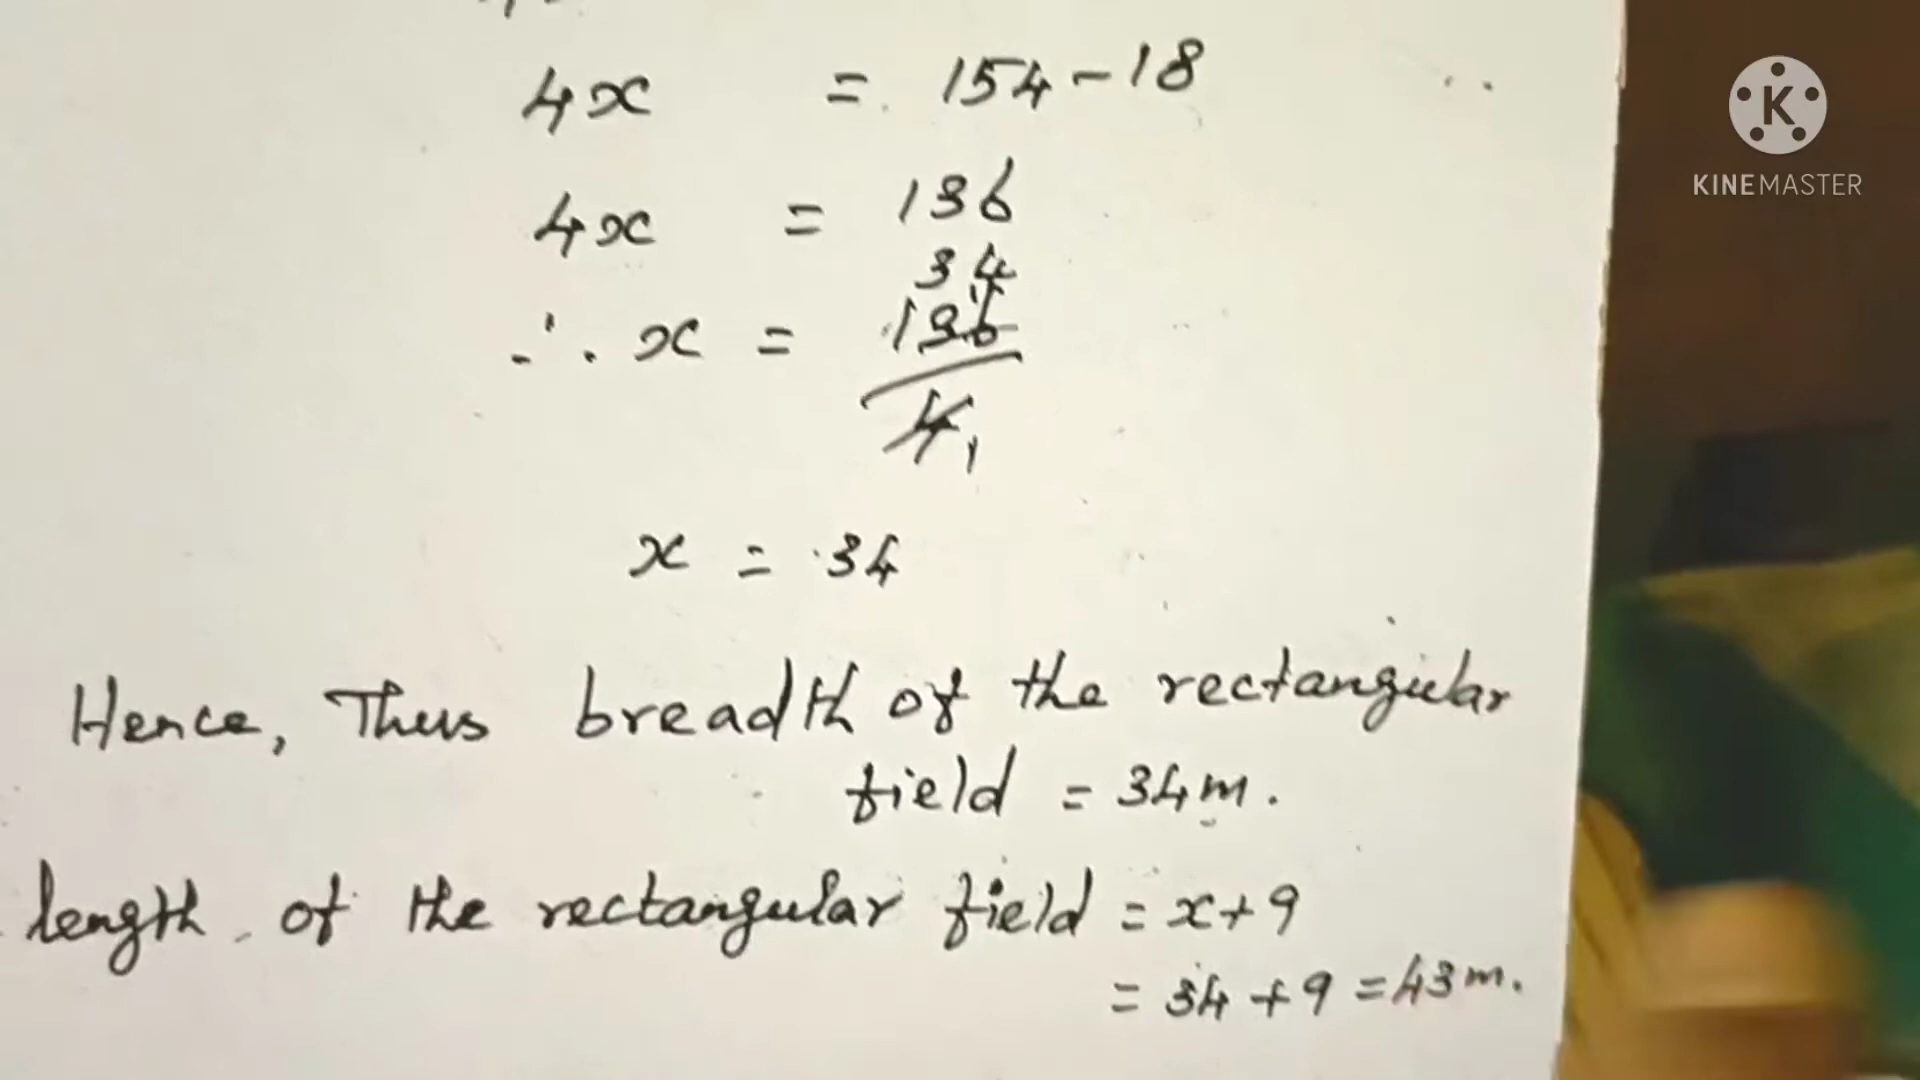 4x = 154-18
4x = 136
34
∴ x = 136
4 1
x = 34
Hence, Thus breadth of the rectangular
field = 34m.
length of the rectangular field = x+9
= 34+9 = 43m.
K
KINEMASTER